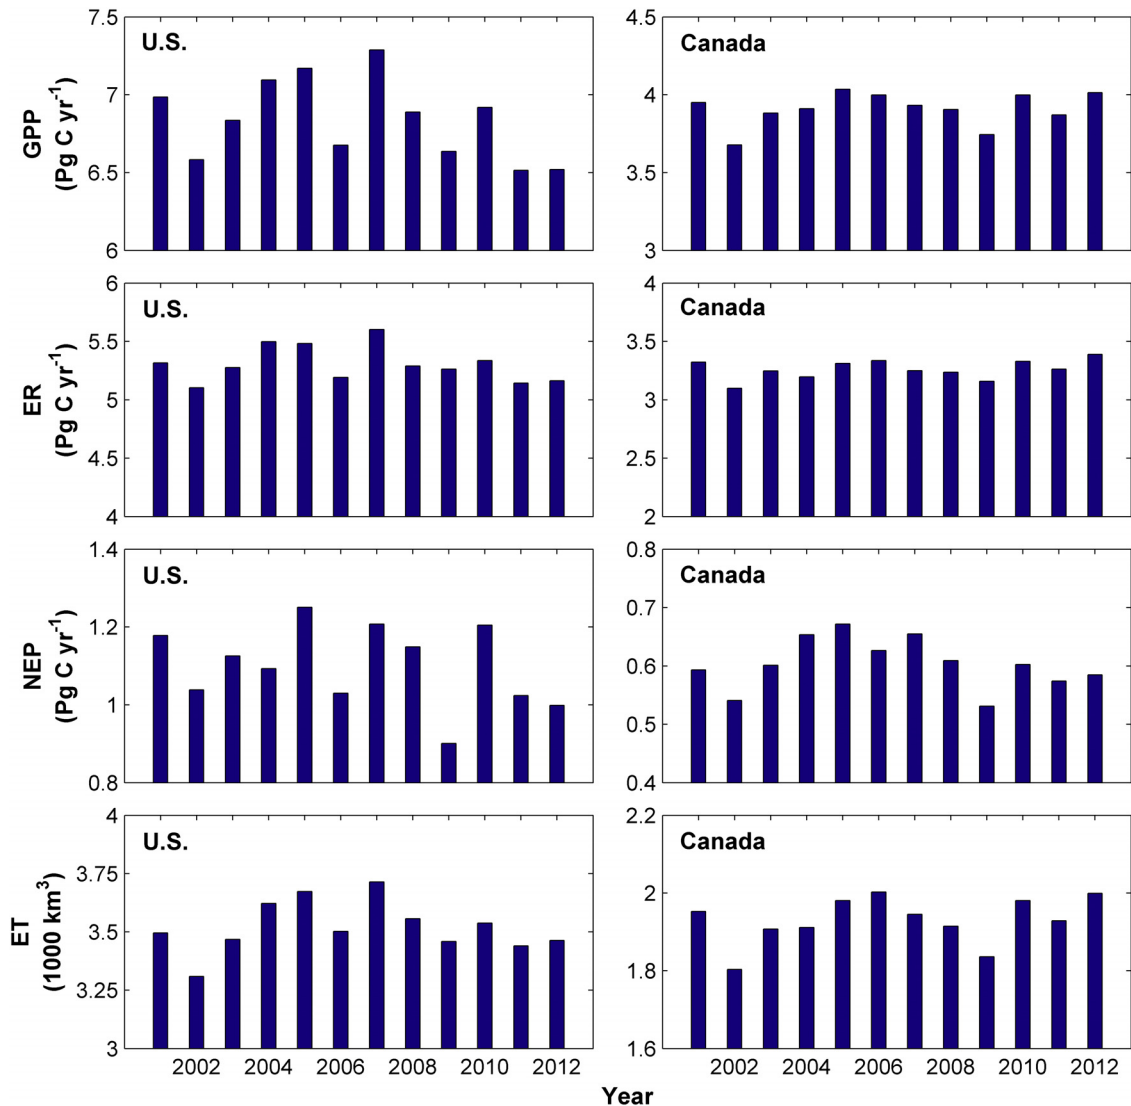 7.5
7
6.5
6
GPP
(Pg C yr-1)
U.S.
4.5
4
3.5
3
Canada
6
5.5
5
4.5
4
ER
(Pg C yr-1)
U.S.
4
3.5
3
2.5
2
Canada
1.4
1.2
1
0.8
NEP
(Pg C yr-1)
U.S.
0.8
0.7
0.6
0.5
0.4
Canada
4
3.75
3.5
3.25
3
ET
(1000 km3)
U.S.
2002 2004 2006 2008 2010 2012
2.2
2
1.8
1.6
Canada
2002 2004 2006 2008 2010 2012
Year